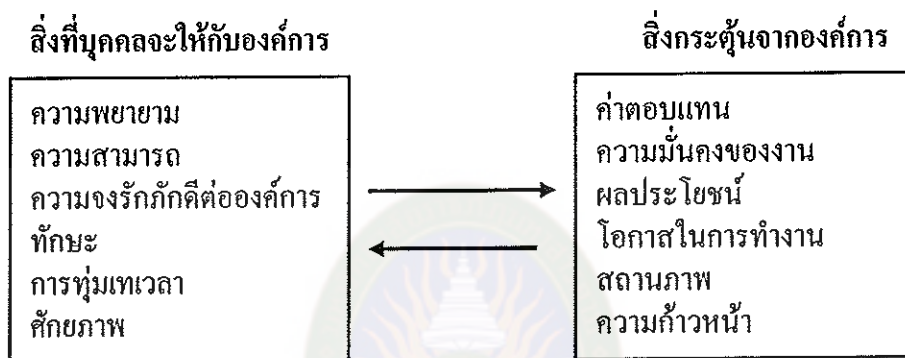 สิ่งที่บุคคลจะให้กับองค์การ
ความพยายาม
ความสามารถ
ความจงรักภักดีต่อองค์การ
ทักษะ
การทุ่มเทเวลา
ศักยภาพ
สิ่งกระตุ้นจากองค์การ
ค่าตอบแทน
ความมั่นคงของงาน
ผลประโยชน์
โอกาสในการทำงาน
สถานภาพ
ความก้าวหน้า